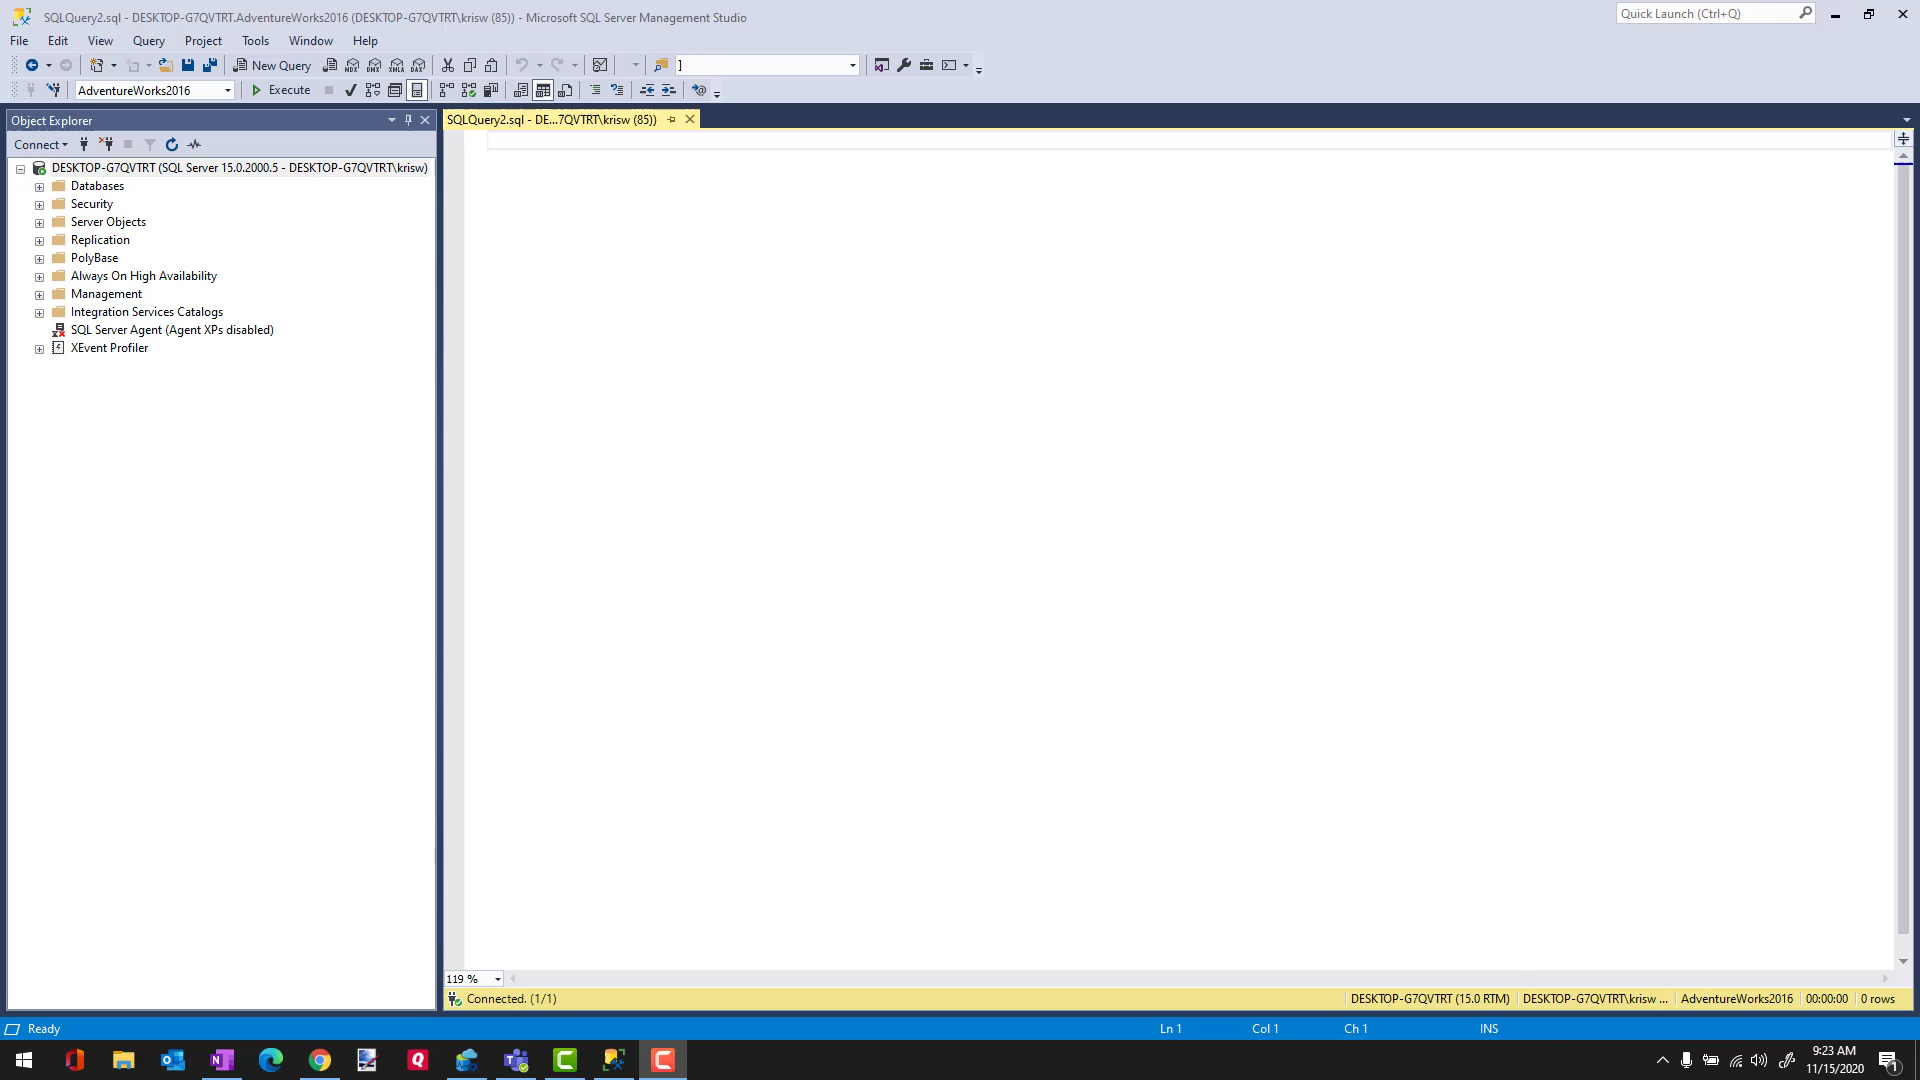 SQLQuery2.sql - DESKTOP-G7QVTRT.AdventureWorks2016 (DESKTOP-G7QVTRT\krisw (85)) - Microsoft SQL Server Management Studio
Quick Launch (Ctrl+Q)
File Edit View Query Project Tools Window Help
New Query MDX DMX XMLA DAX ]
AdventureWorks2016 Execute
Object Explorer
SQLQuery2.sql - DE...7QVTRT\krisw (85))
Connect
DESKTOP-G7QVTRT (SQL Server 15.0.2000.5 - DESKTOP-G7QVTRT\krisw)
Databases
Security
Server Objects
Replication
PolyBase
Always On High Availability
Management
Integration Services Catalogs
SQL Server Agent (Agent XPs disabled)
XEvent Profiler
119 %
Connected. (1/1) DESKTOP-G7QVTRT (15.0 RTM) DESKTOP-G7QVTRT\krisw ... AdventureWorks2016 00:00:00 0 rows
Ready Ln 1 Col 1 Ch 1 INS
9:23 AM
11/15/2020
1